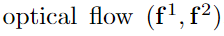 optical flow (f¹, f²)